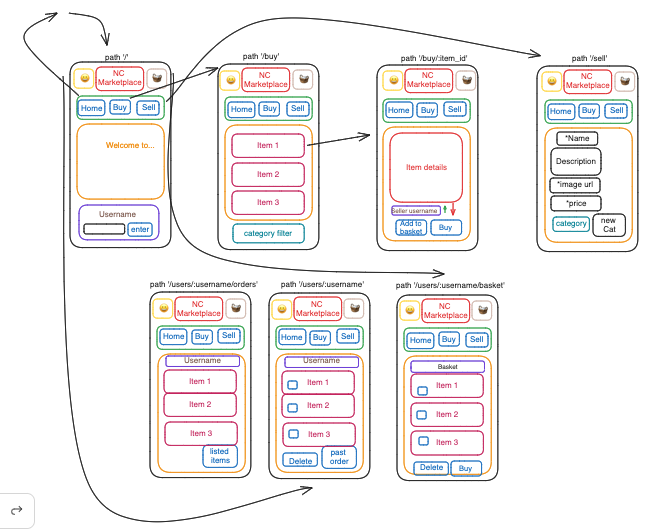 path '/'
NC
Marketplace
Home
Buy
Sell
Welcome to...
Username
enter
path '/buy'
NC
Marketplace
Home
Buy
Sell
Item 1
Item 2
Item 3
category filter
path '/buy/:item_id'
NC
Marketplace
Home
Buy
Sell
Item details
Seller username
Add to
basket
Buy
path '/sell'
NC
Marketplace
Home
Buy
Sell
*Name
Description
*image url
*price
category
new
Cat
path '/users/:username/orders'
NC
Marketplace
Home
Buy
Sell
Username
Item 1
Item 2
Item 3
listed
items
path '/users/:username'
NC
Marketplace
Home
Buy
Sell
Username
Item 1
Item 2
Item 3
Delete
past
order
path '/users/:username/basket'
NC
Marketplace
Home
Buy
Sell
Basket
Item 1
Item 2
Item 3
Delete
Buy